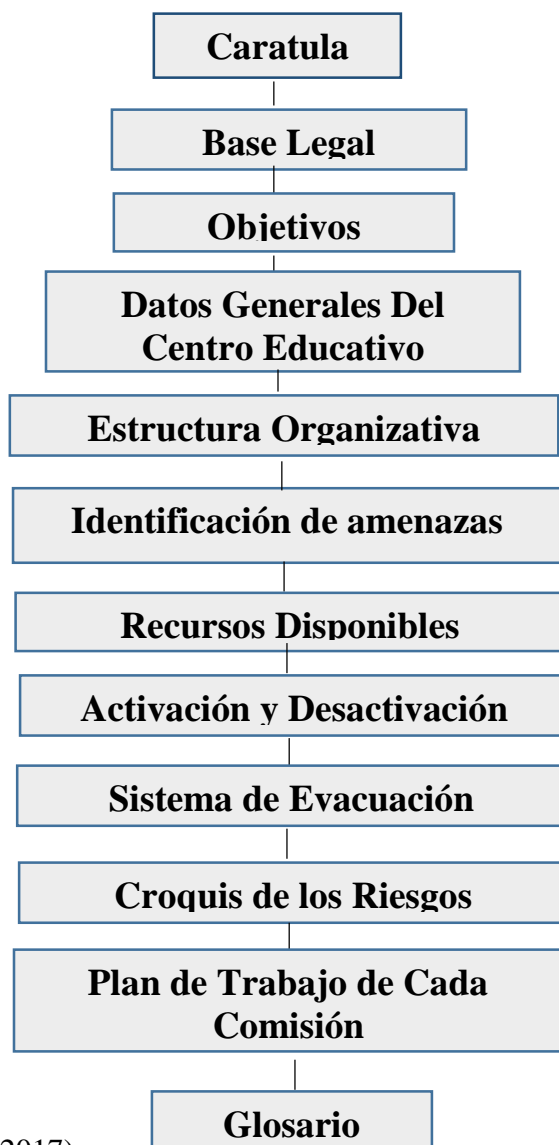 Caratula
Base Legal
Objetivos
Datos Generales Del
Centro Educativo
Estructura Organizativa
Identificación de amenazas
Recursos Disponibles
Activación y Desactivación
Sistema de Evacuación
Croquis de los Riesgos
Plan de Trabajo de Cada
Comisión
Glosario
2017)